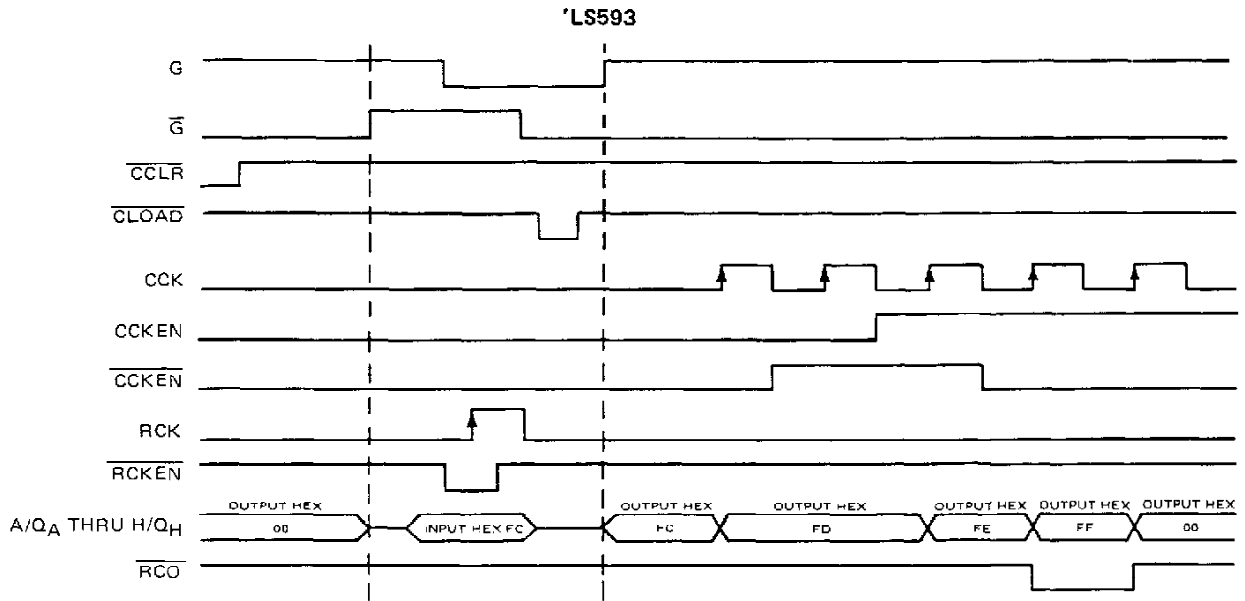 'LS593
G
G̅
C̅C̅L̅R̅
C̅L̅O̅A̅D̅
CCK
CCKEN
C̅C̅K̅E̅N̅
RCK
R̅C̅K̅E̅N̅
OUTPUT HEX OUTPUT HEX OUTPUT HEX OUTPUT HEX OUTPUT HEX OUTPUT HEX
A/QA THRU H/QH 00 INPUT HEX FC FC FD FE FF 00
R̅C̅O̅